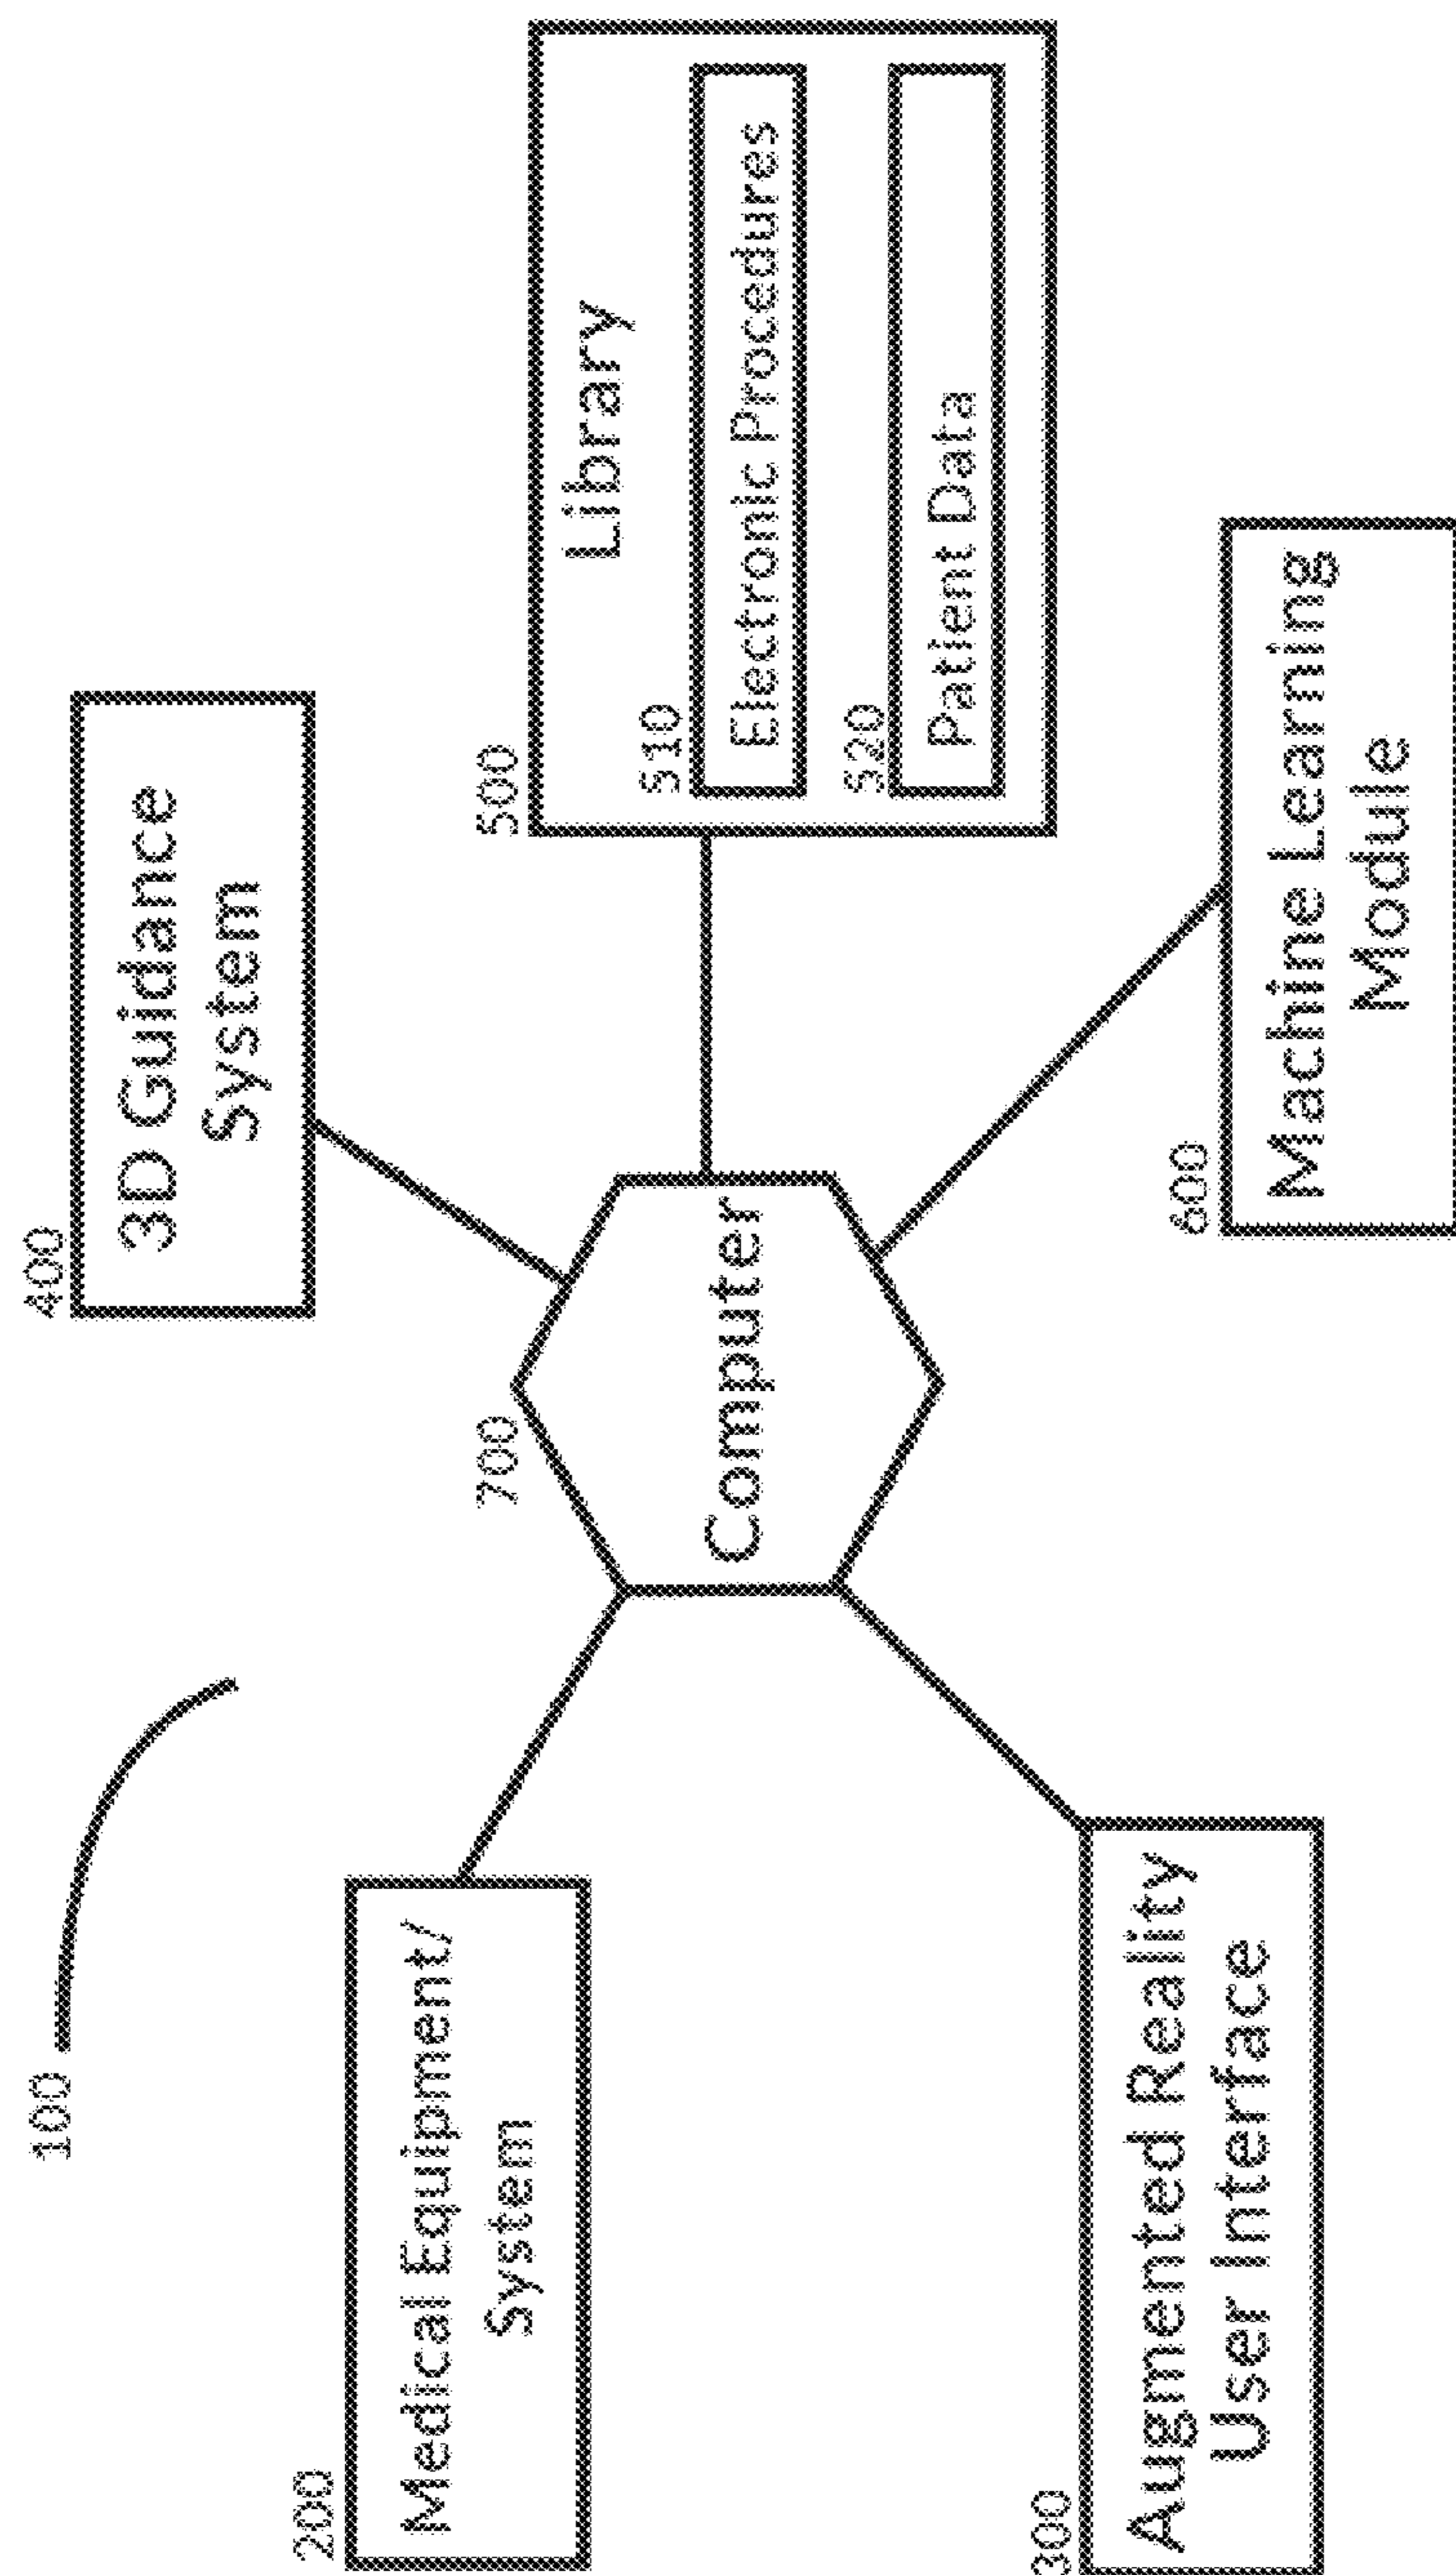 100
200
Medical Equipment/
System
300
Augmented Reality
User Interface
700
Computer
400
3D Guidance
System
500
Library
510
Electronic Procedures
520
Patient Data
600
Machine Learning
Module